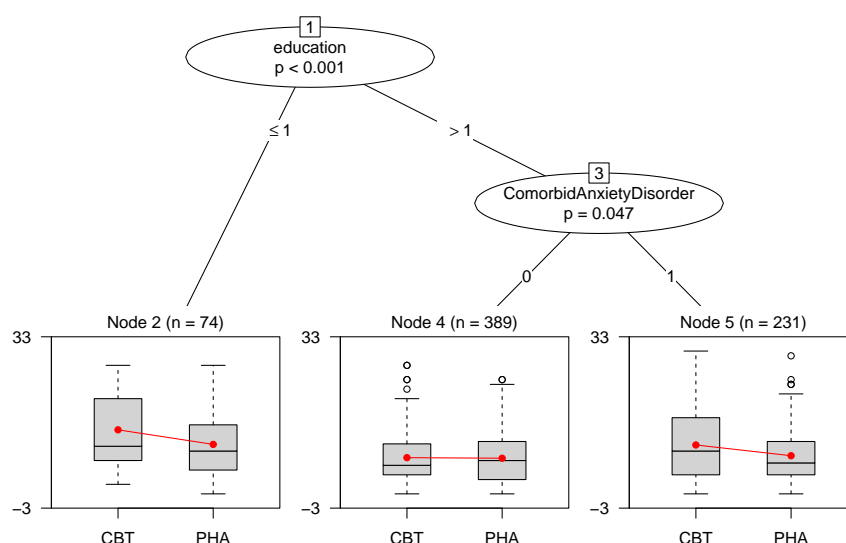 1
education
p < 0.001
≤ 1
> 1
3
ComorbidAnxietyDisorder
p = 0.047
0
1
Node 2 (n = 74)
33
−3
CBT
PHA
Node 4 (n = 389)
33
−3
CBT
PHA
Node 5 (n = 231)
33
−3
CBT
PHA